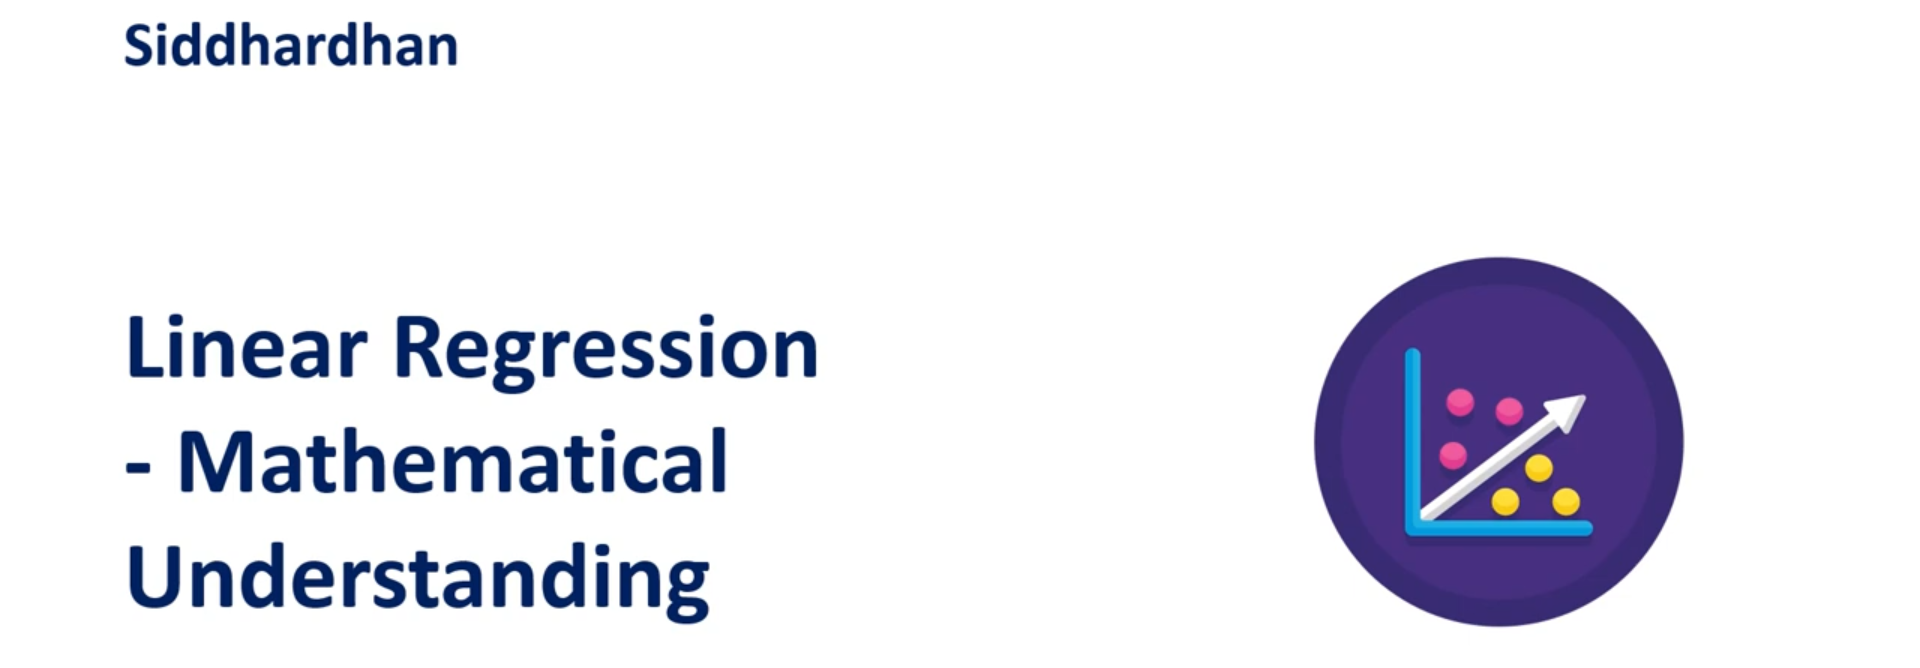 Siddhardhan
Linear Regression
- Mathematical
Understanding